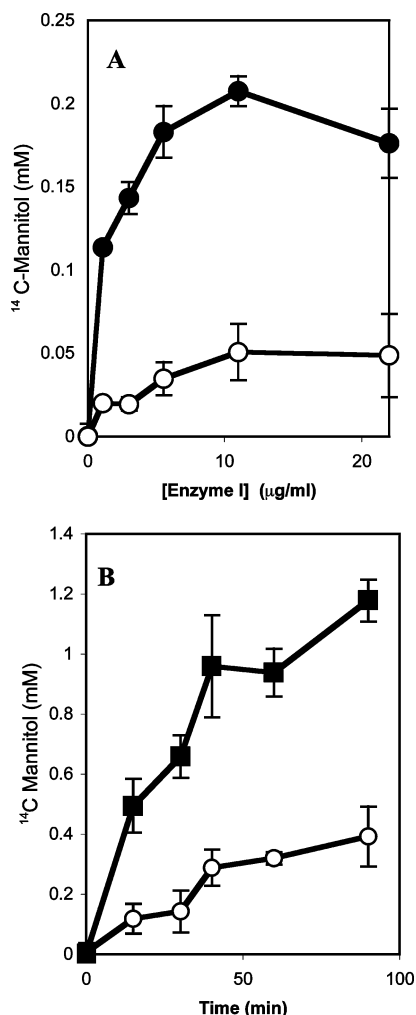 0.25
A
0.2
0.15
0.1
0.05
0
¹⁴ C-Mannitol (mM)
0 10 20
[Enzyme I] (μg/ml)
1.4
B
1.2
1
0.8
0.6
0.4
0.2
0
¹⁴C Mannitol (mM)
0 50 100
Time (min)